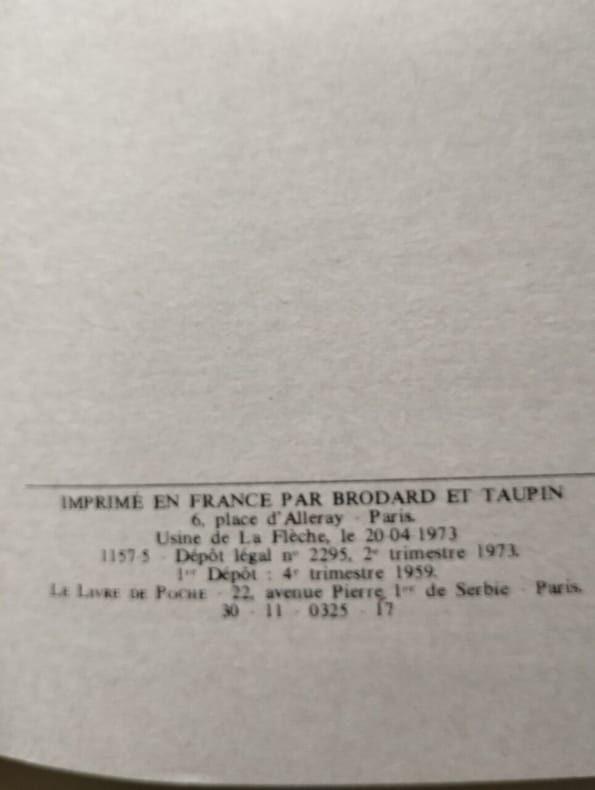 IMPRIMÉ EN FRANCE PAR BRODARD ET TAUPIN
6, place d'Alleray - Paris.
Usine de La Flèche, le 20-04-1973
1157-5 - Dépôt légal n° 2295, 2e trimestre 1973.
1er Dépôt : 4e trimestre 1959.
LE LIVRE DE POCHE - 22, avenue Pierre 1er de Serbie - Paris.
30 - 11 - 0325 - 17